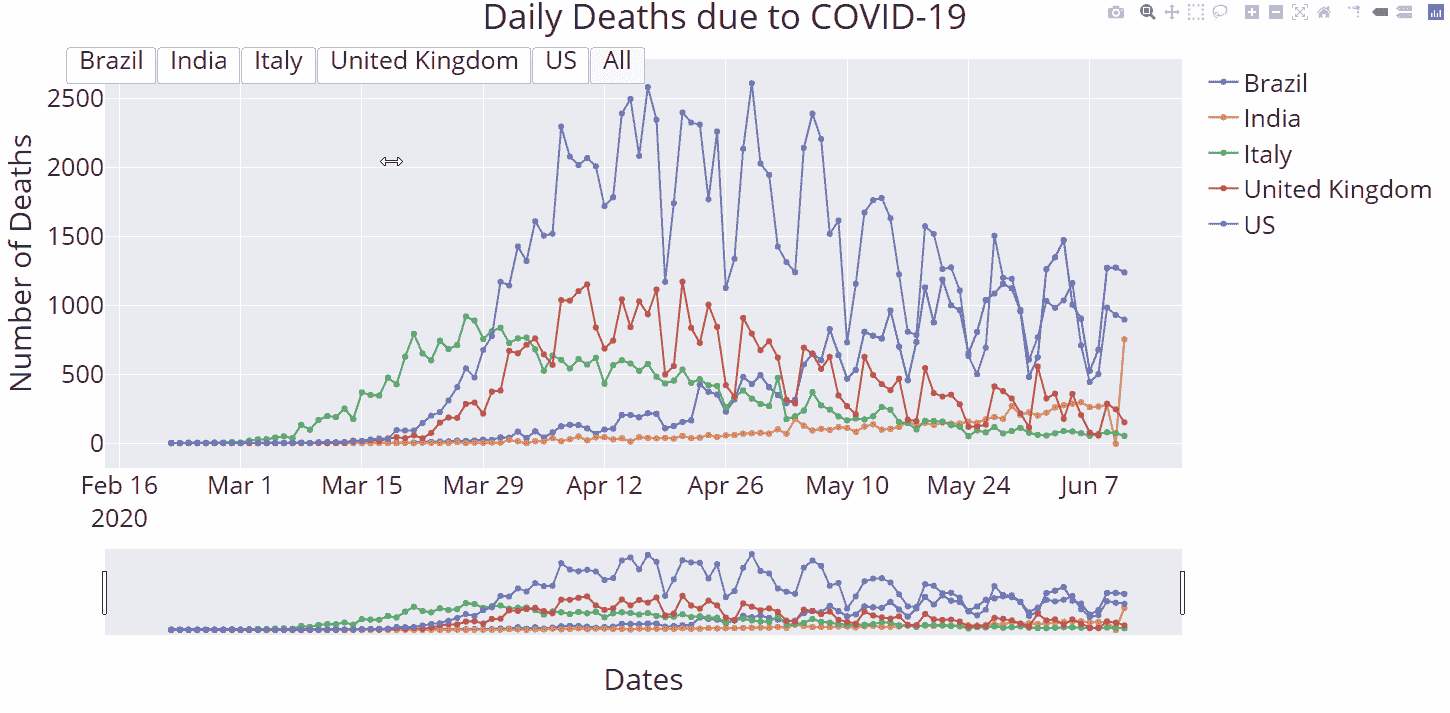 Daily Deaths due to COVID-19
Brazil India Italy United Kingdom US All
Number of Deaths
2500
2000
1500
1000
500
0
Feb 16 Mar 1 Mar 15 Mar 29 Apr 12 Apr 26 May 10 May 24 Jun 7
2020
Dates
Brazil
India
Italy
United Kingdom
US